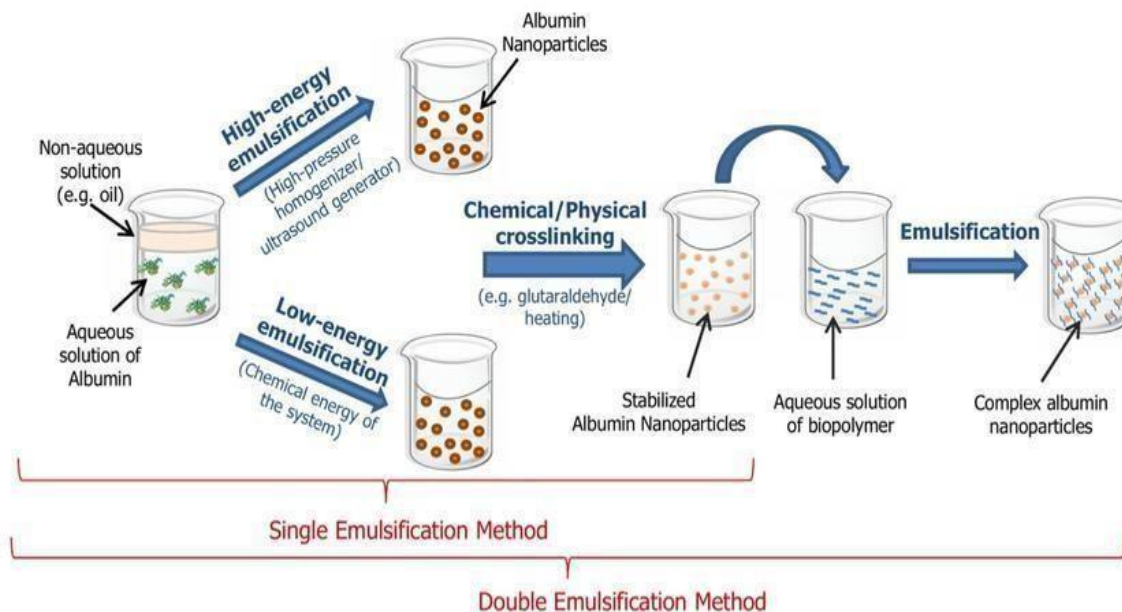 Albumin
Nanoparticles
High-energy
emulsification
(High-pressure
homogenizer/
ultrasound generator)
Non-aqueous
solution
(e.g. oil)
Aqueous
solution of
Albumin
Low-energy
emulsification
(Chemical energy of
the system)
Chemical/Physical
crosslinking
(e.g. glutaraldehyde/
heating)
Stabilized
Albumin Nanoparticles
Aqueous solution
of biopolymer
Emulsification
Complex albumin
nanoparticles
Single Emulsification Method
Double Emulsification Method